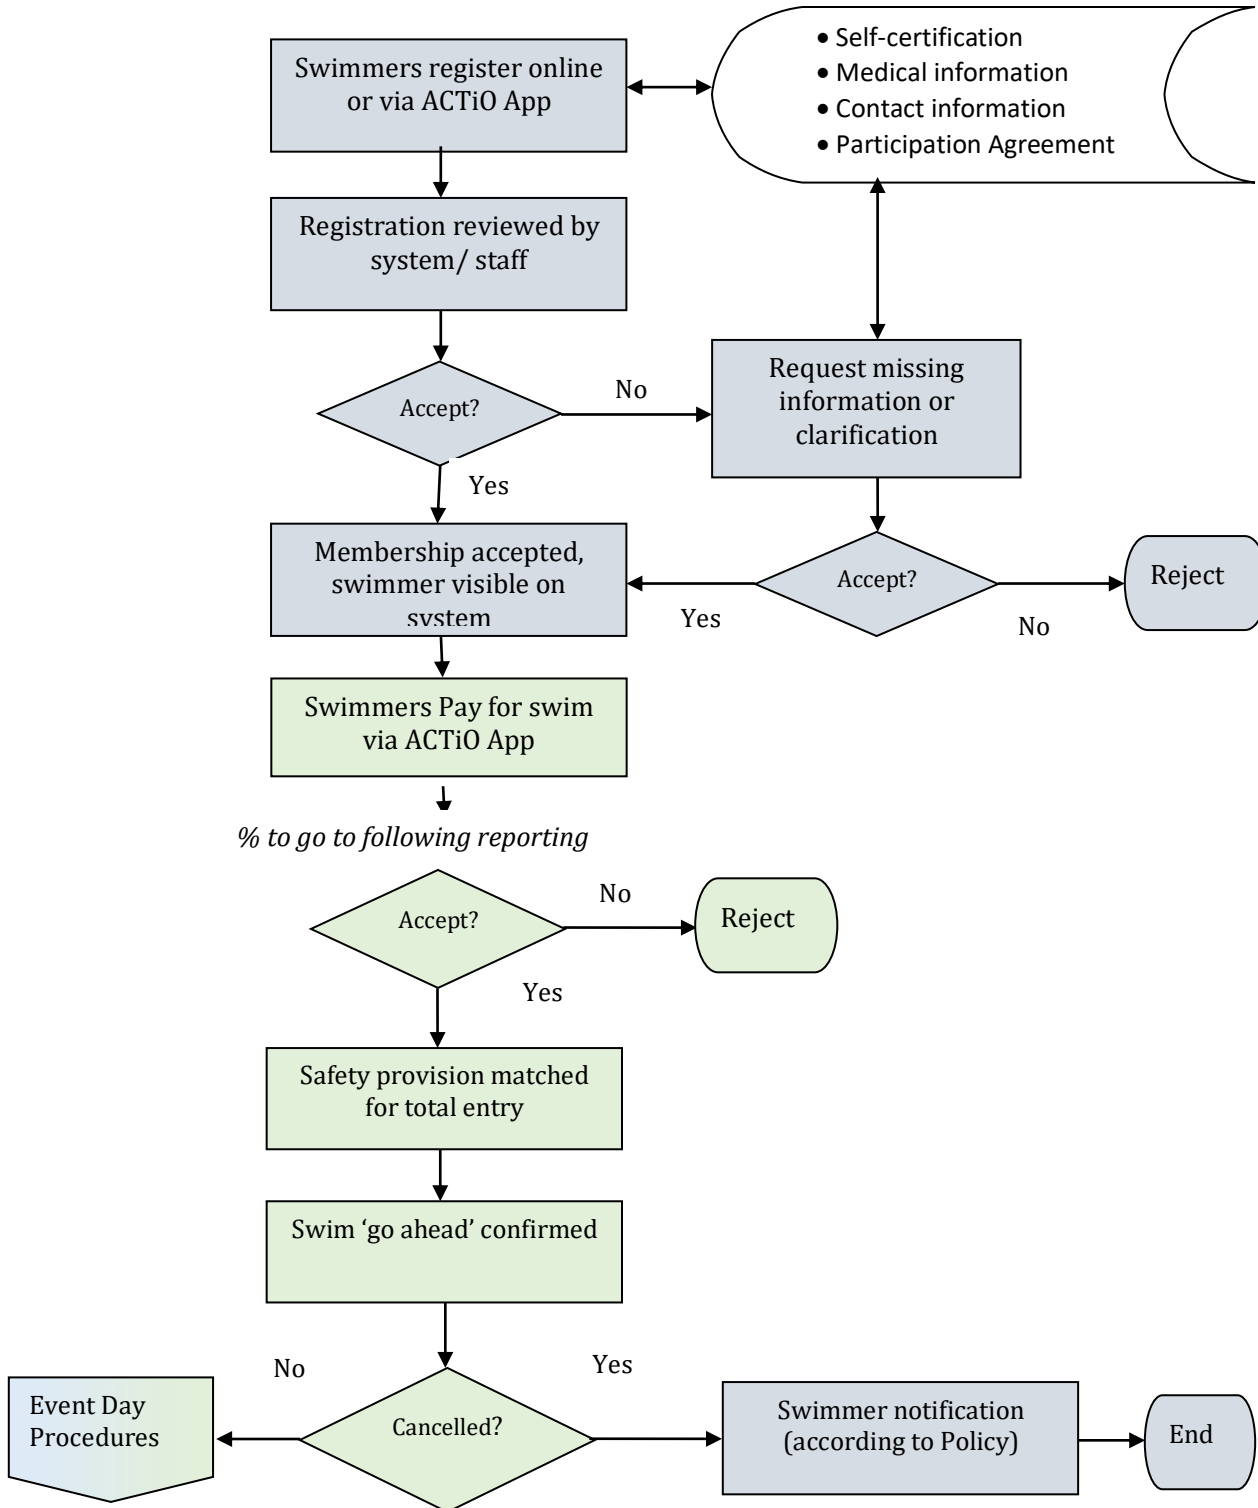 Swimmers register online
or via ACTiO App
• Self-certification
• Medical information
• Contact information
• Participation Agreement
Registration reviewed by
system/ staff
Accept?
No
Request missing
information or
clarification
Yes
Membership accepted,
swimmer visible on
system
Accept?
Yes
No
Reject
Swimmers Pay for swim
via ACTiO App
% to go to following reporting
Accept?
No
Reject
Yes
Safety provision matched
for total entry
Swim ‘go ahead’ confirmed
No
Yes
Event Day
Procedures
Cancelled?
Swimmer notification
(according to Policy)
End